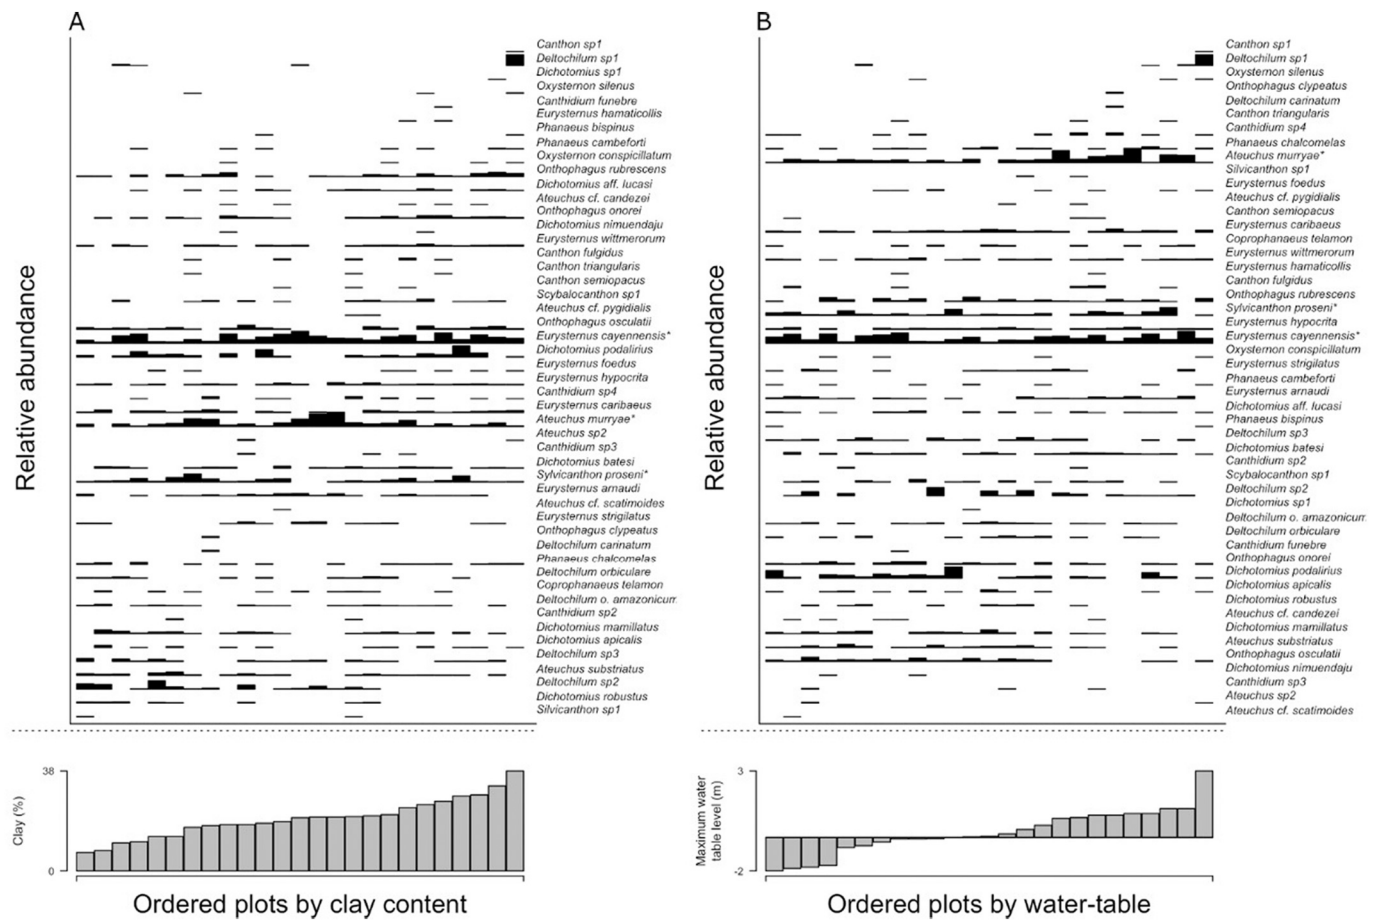 A
Canthon sp1
Deltochilum sp1
Dichotomius sp1
Oxysternon silenus
Canthidium funebre
Eurysternus hamaticollis
Phanaeus bispinus
Phanaeus cambeforti
Oxysternon conspicillatum
Onthophagus rubrescens
Dichotomius aff. lucasi
Ateuchus cf. candezei
Onthophagus onorei
Dichotomius nimuendaju
Eurysternus wittmerorum
Canthon fulgidus
Canthon triangularis
Canthon semiopacus
Scybalocanthon sp1
Ateuchus cf. pygidialis
Onthophagus osculatii
Eurysternus cayennensis*
Dichotomius podalirius
Eurysternus foedus
Eurysternus hypocrita
Canthidium sp4
Eurysternus caribaeus
Ateuchus murryae*
Ateuchus sp2
Canthidium sp3
Dichotomius batesi
Sylvicanthon proseni*
Eurysternus arnaudi
Ateuchus cf. scatimoides
Eurysternus strigilatus
Onthophagus clypeatus
Deltochilum carinatum
Phanaeus chalcomelas
Deltochilum orbiculare
Coprophanaeus telamon
Deltochilum o. amazonicum
Canthidium sp2
Dichotomius mamillatus
Dichotomius apicalis
Deltochilum sp3
Ateuchus substriatus
Deltochilum sp2
Dichotomius robustus
Silvicanthon sp1
Relative abundance
38
0
Clay (%)
Ordered plots by clay content
B
Canthon sp1
Deltochilum sp1
Oxysternon silenus
Onthophagus clypeatus
Deltochilum carinatum
Canthon triangularis
Canthidium sp4
Phanaeus chalcomelas
Ateuchus murryae*
Silvicanthon sp1
Eurysternus foedus
Ateuchus cf. pygidialis
Canthon semiopacus
Eurysternus caribaeus
Coprophanaeus telamon
Eurysternus wittmerorum
Eurysternus hamaticollis
Canthon fulgidus
Onthophagus rubrescens
Sylvicanthon proseni*
Eurysternus hypocrita
Eurysternus cayennensis*
Oxysternon conspicillatum
Eurysternus strigilatus
Phanaeus cambeforti
Eurysternus arnaudi
Dichotomius aff. lucasi
Phanaeus bispinus
Deltochilum sp3
Dichotomius batesi
Canthidium sp2
Scybalocanthon sp1
Deltochilum sp2
Dichotomius sp1
Deltochilum o. amazonicum
Deltochilum orbiculare
Canthidium funebre
Onthophagus onorei
Dichotomius podalirius
Dichotomius apicalis
Dichotomius robustus
Ateuchus cf. candezei
Dichotomius mamillatus
Ateuchus substriatus
Onthophagus osculatii
Dichotomius nimuendaju
Canthidium sp3
Ateuchus sp2
Ateuchus cf. scatimoides
Relative abundance
3
-2
Maximum water
table level (m)
Ordered plots by water-table